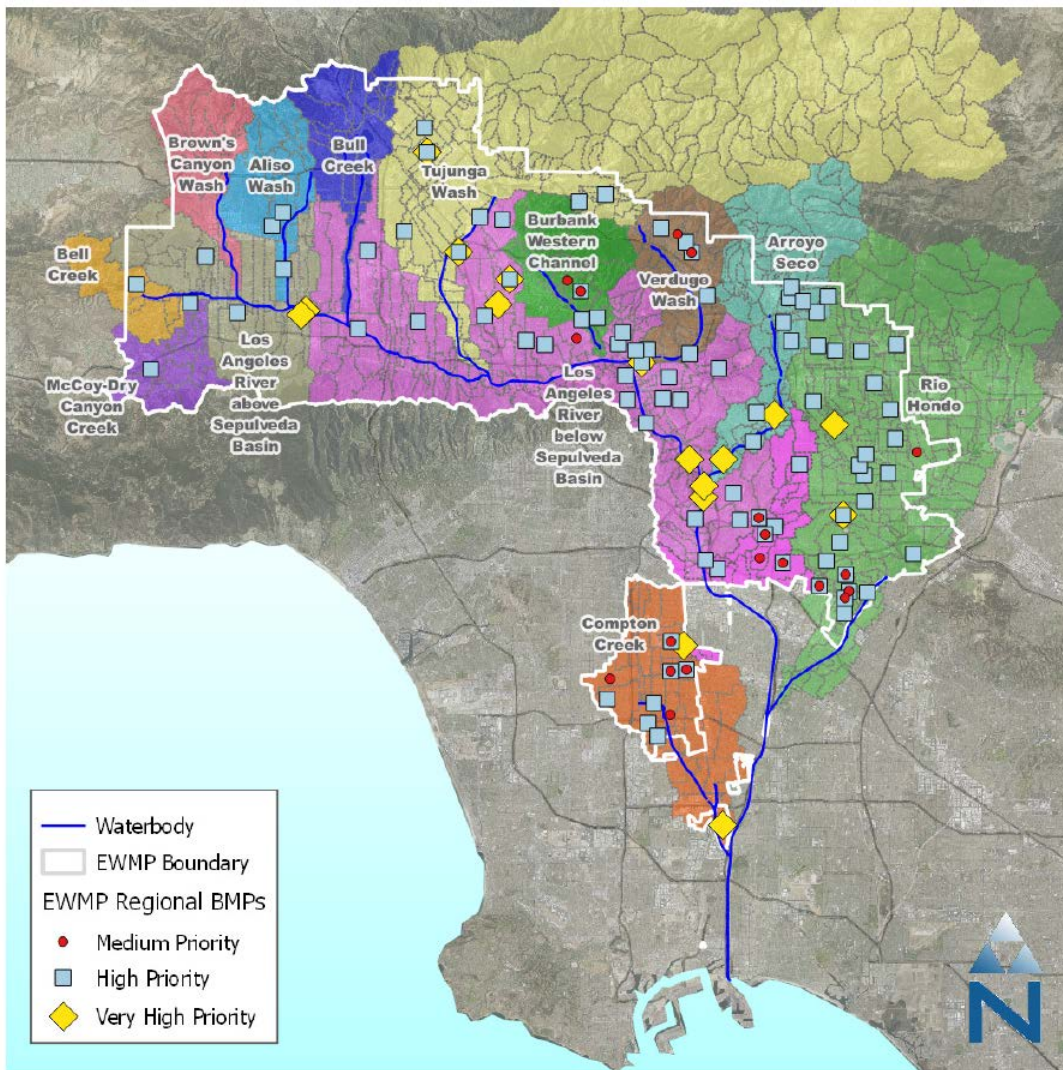 Brown's
Canyon
Wash
Aliso
Wash
Bull
Creek
Tujunga
Wash
Burbank
Western
Channel
Verdugo
Wash
Arroyo
Seco
Bell
Creek
McCoy-Dry
Canyon
Creek
Los
Angeles
River
above
Sepulveda
Basin
Los
Angeles
River
below
Sepulveda
Basin
Rio
Hondo
Compton
Creek
Waterbody
EWMP Boundary
EWMP Regional BMPs
Medium Priority
High Priority
Very High Priority
N